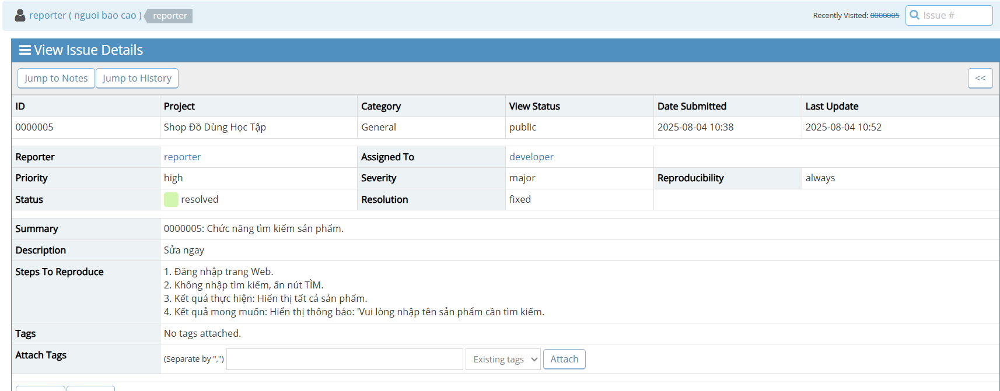 reporter ( nguoi bao cao ) reporter
Recently Visited: 0000005 Issue #
View Issue Details
Jump to Notes Jump to History <<
ID Project Category View Status Date Submitted Last Update
0000005 Shop Đồ Dùng Học Tập General public 2025-08-04 10:38 2025-08-04 10:52
Reporter reporter Assigned To developer
Priority high Severity major Reproducibility always
Status resolved Resolution fixed
Summary 0000005: Chức năng tìm kiếm sản phẩm.
Description Sửa ngay
Steps To Reproduce 1. Đăng nhập trang Web.
2. Không nhập tìm kiếm, ấn nút TÌM.
3. Kết quả thực hiện: Hiển thị tất cả sản phẩm.
4. Kết quả mong muốn: Hiển thị thông báo: 'Vui lòng nhập tên sản phẩm cần tìm kiếm.
Tags No tags attached.
Attach Tags (Separate by ",") Existing tags Attach